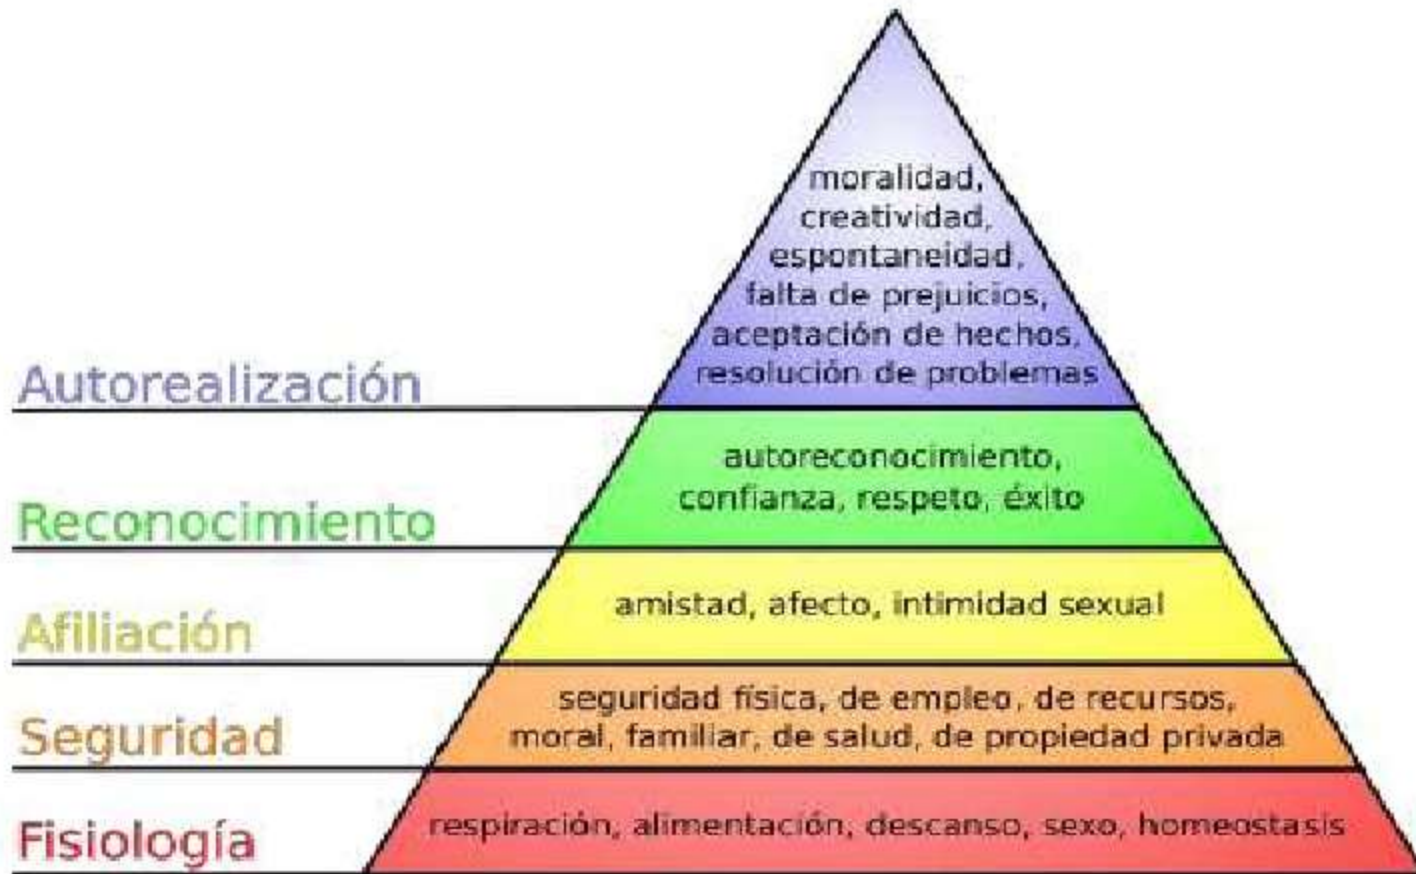 moralidad,
creatividad,
espontaneidad,
falta de prejuicios,
aceptación de hechos,
resolución de problemas
Autorealización
autoreconocimiento,
confianza, respeto, éxito
Reconocimiento
amistad, afecto, intimidad sexual
Afiliación
seguridad física, de empleo, de recursos,
moral, familiar, de salud, de propiedad privada
Seguridad
respiración, alimentación, descanso, sexo, homeostasis
Fisiología